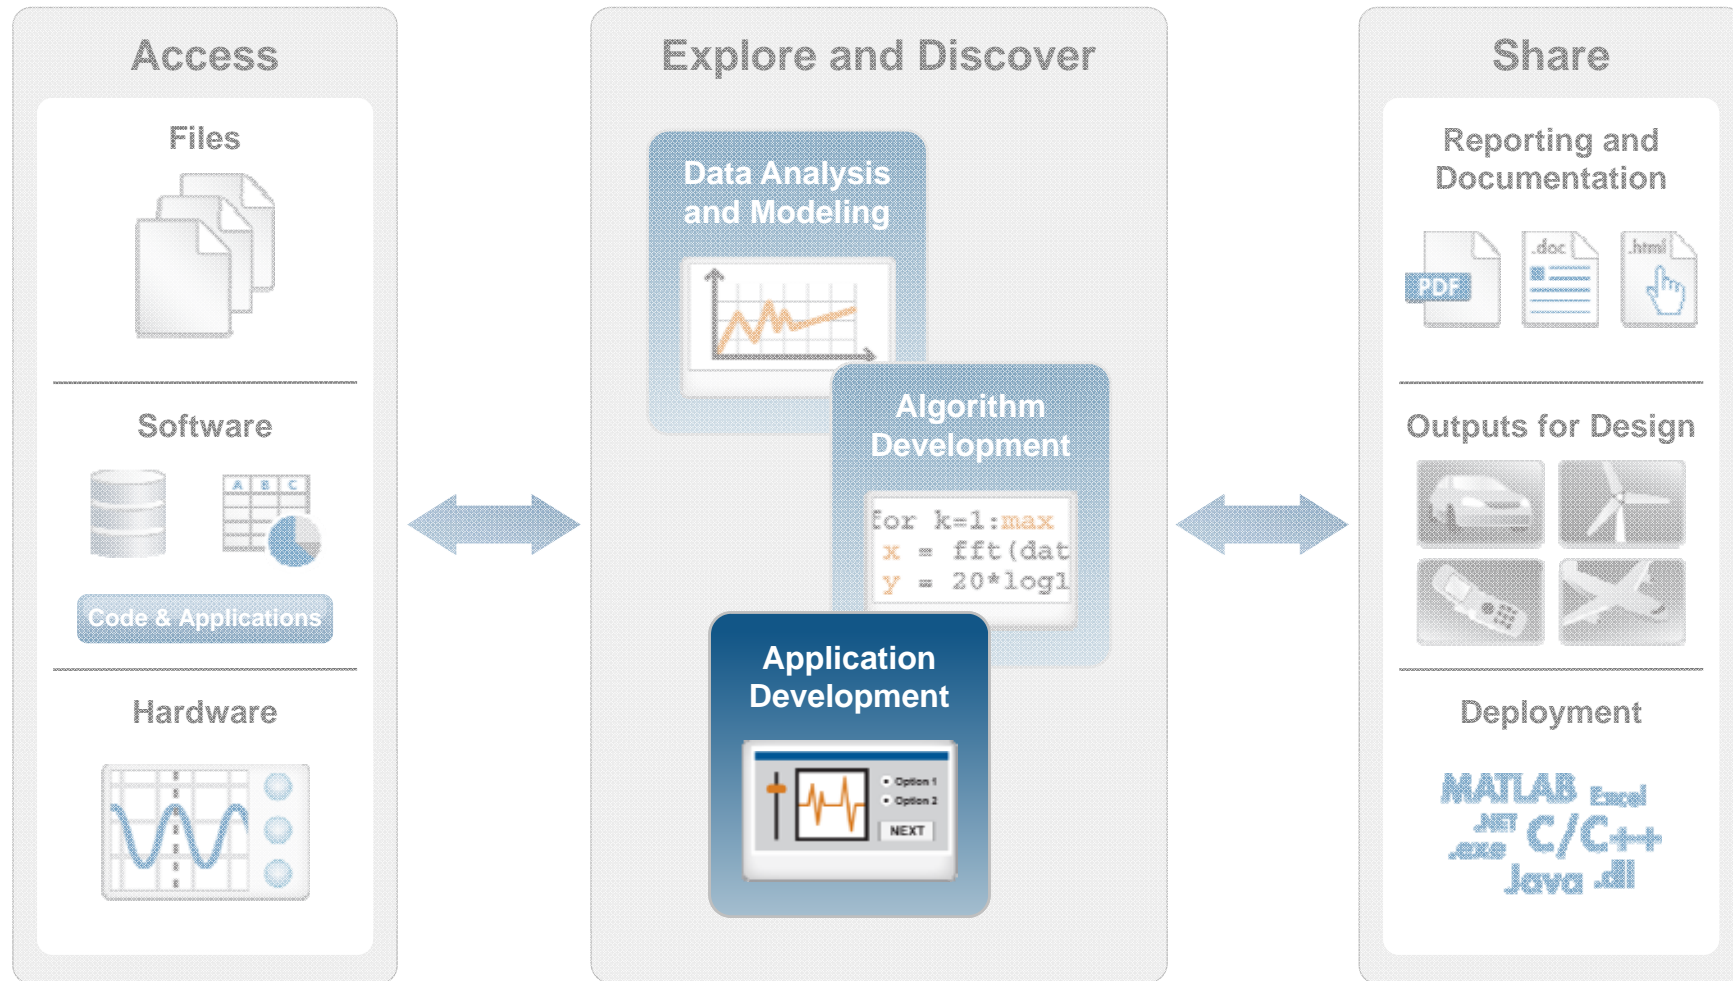 Access
Files
Software
A B C
Code & Applications
Hardware
Explore and Discover
Data Analysis
and Modeling
Algorithm
Development
for k=1:max
x = fft(dat
y = 20*log1
Application
Development
Option 1
Option 2
NEXT
Share
Reporting and
Documentation
PDF
.doc
.html
Outputs for Design
Deployment
MATLAB Excel
.NET
.exe C/C++
Java .dll